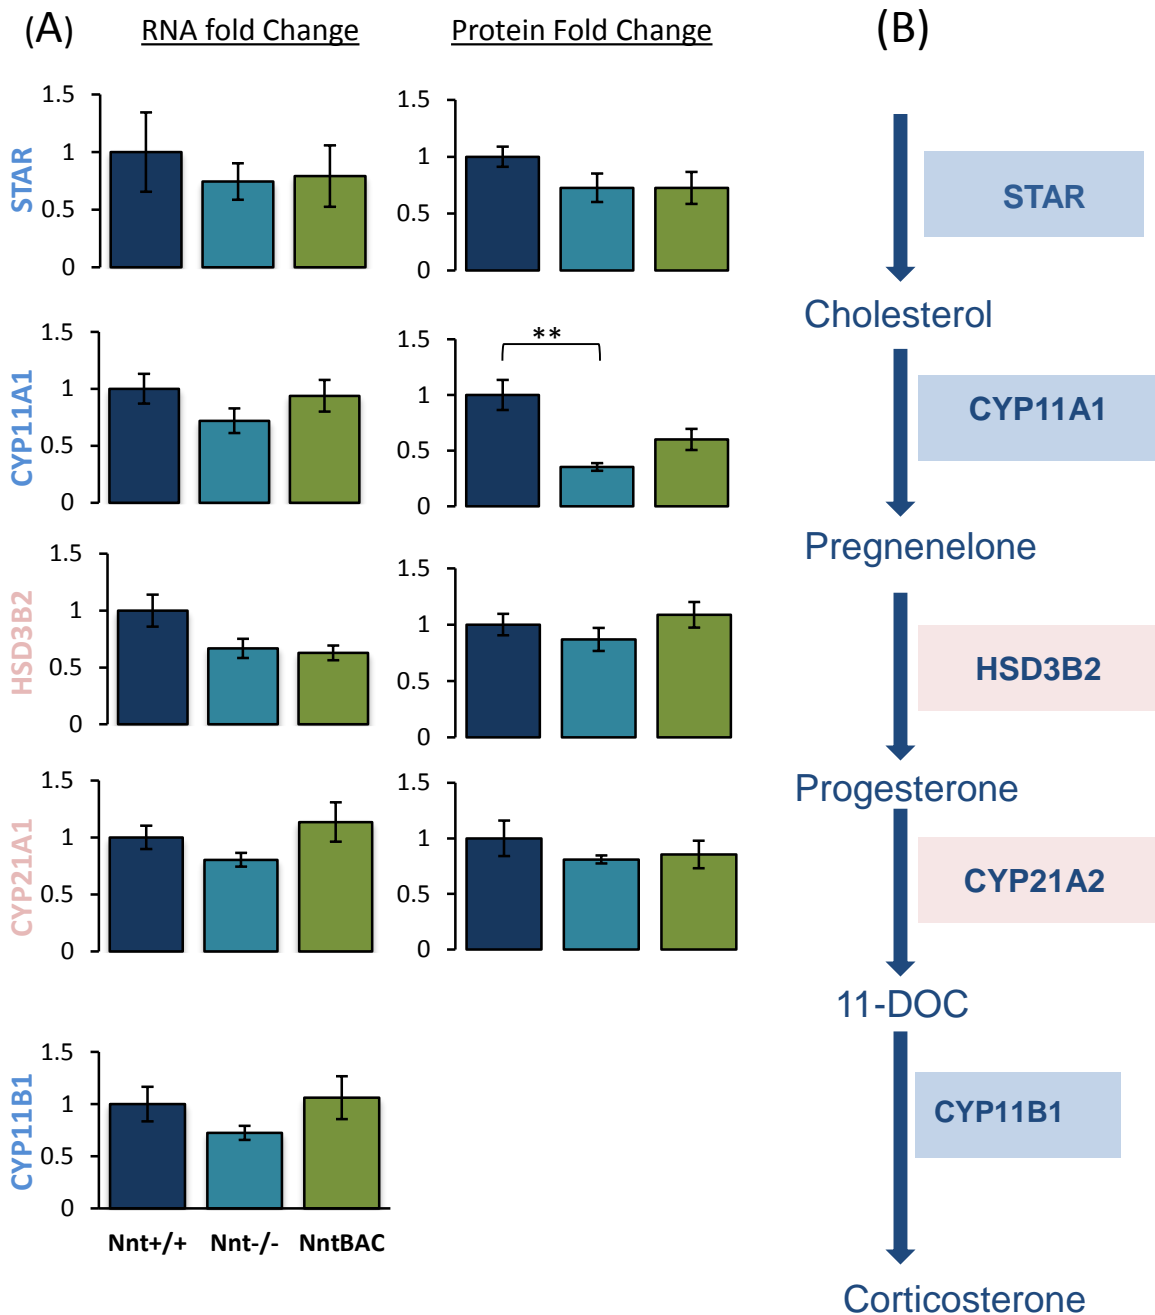 (A) RNA fold Change Protein Fold Change (B)
STAR
1.5
1
0.5
0
1.5
1
0.5
0
CYP11A1
1.5
1
0.5
0
1.5
1
0.5
0
**
HSD3B2
1.5
1
0.5
0
1.5
1
0.5
0
CYP21A1
1.5
1
0.5
0
1.5
1
0.5
0
CYP11B1
1.5
1
0.5
0
Nnt+/+ Nnt-/- NntBAC
STAR
Cholesterol
CYP11A1
Pregnenelone
HSD3B2
Progesterone
CYP21A2
11-DOC
CYP11B1
Corticosterone